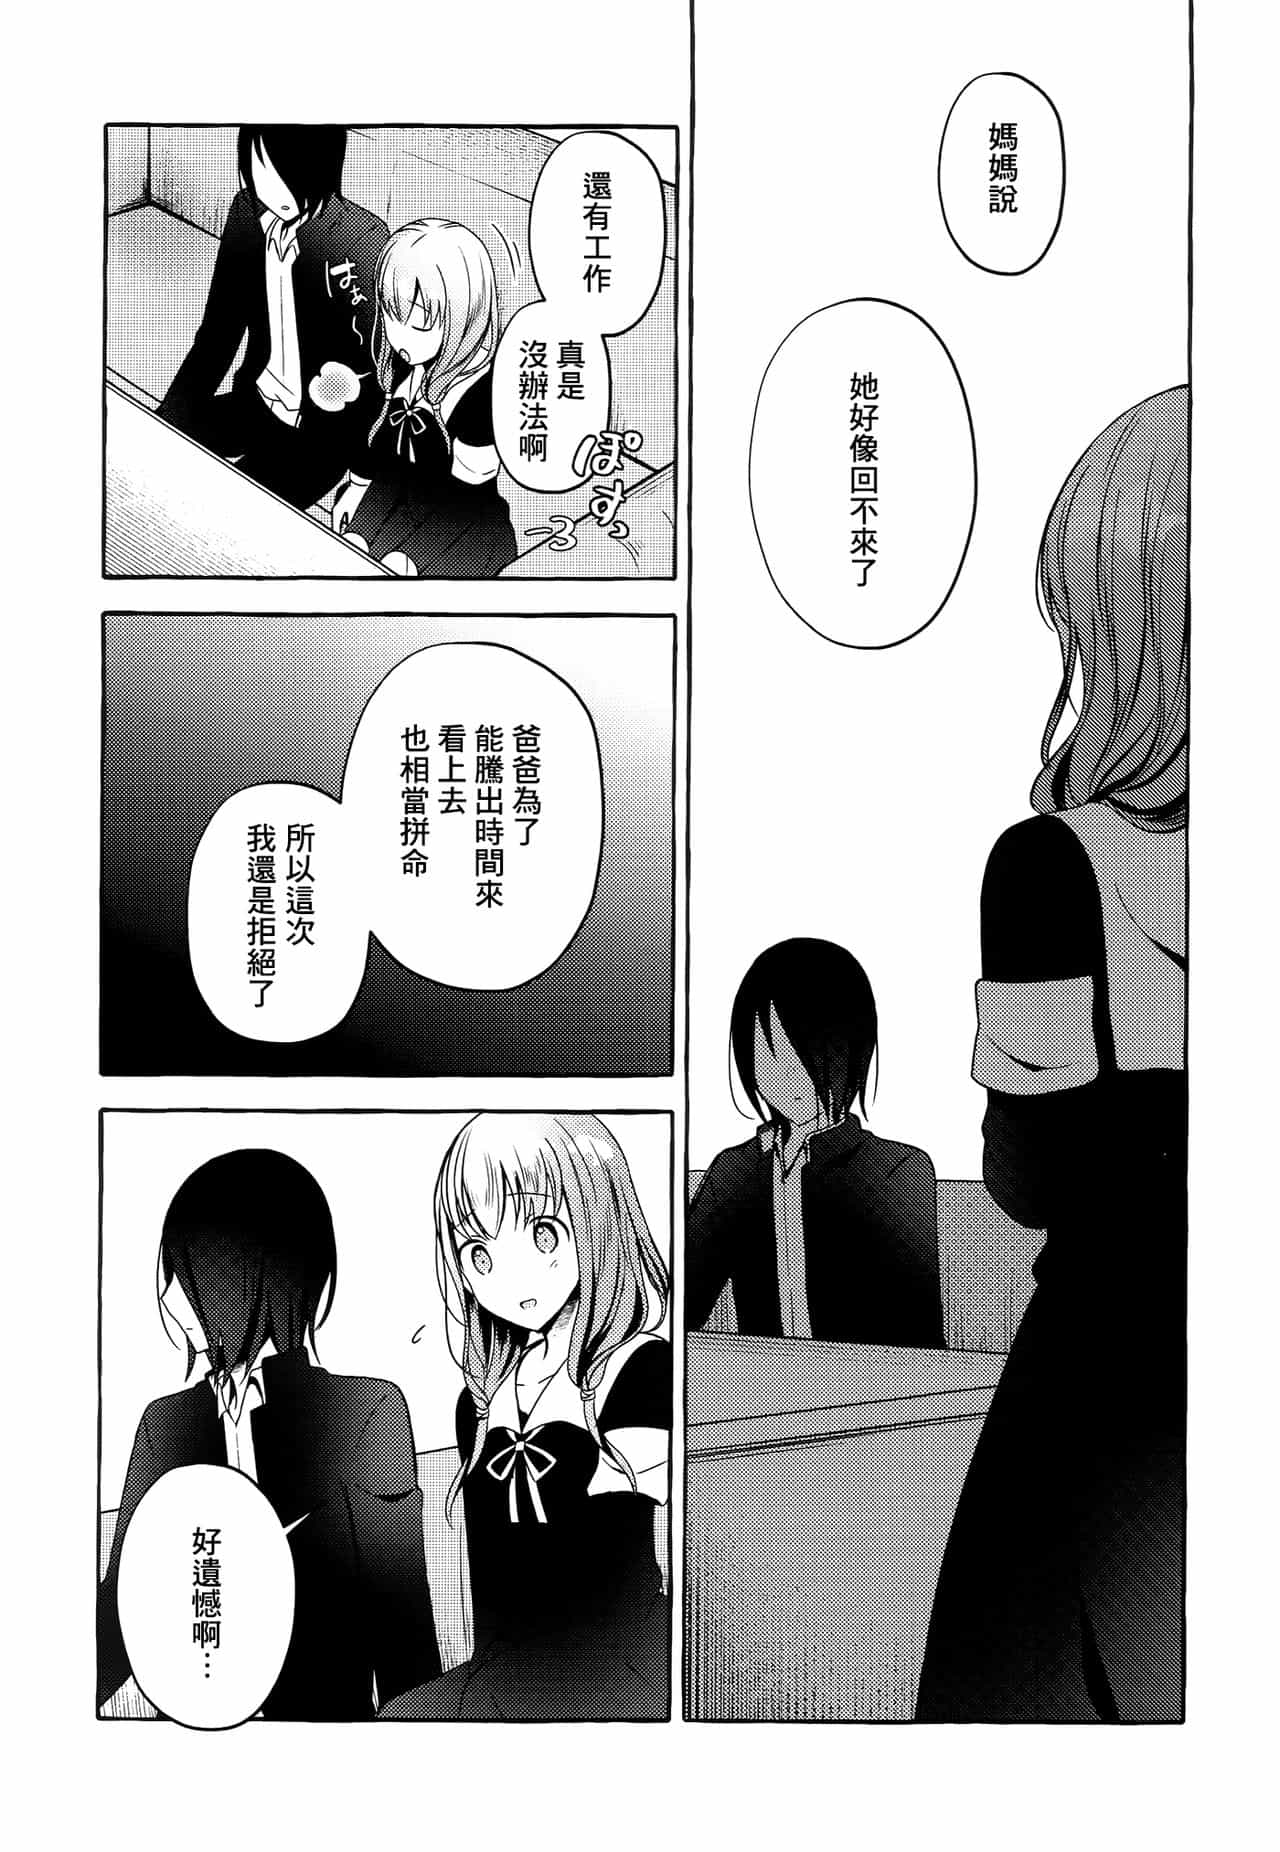 媽媽說
她好像回不來了
還有工作
真是
沒辦法啊
はぁ〜
ぽすっ
爸爸為了
能騰出時間來
看上去
也相當拼命
所以這次
我還是拒絕了
好遺憾啊…